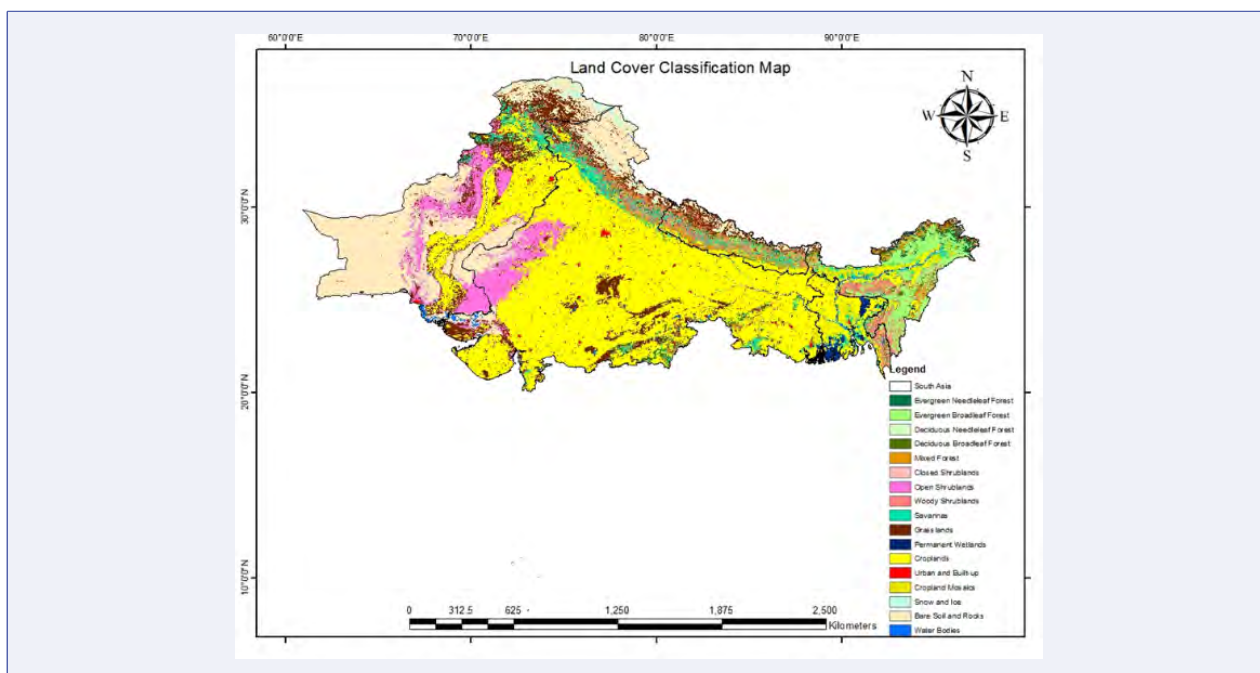 60°0'0"E 70°0'0"E 80°0'0"E 90°0'0"E
Land Cover Classification Map
N
W E
S
30°0'0"N
20°0'0"N
10°0'0"N
Legend
South Asia
Evergreen Needleleaf Forest
Evergreen Broadleaf Forest
Deciduous Needleleaf Forest
Deciduous Broadleaf Forest
Mixed Forest
Closed Shrublands
Open Shrublands
Woody Shrublands
Savannas
Grasslands
Permanent Wetlands
Croplands
Urban and Built-up
Cropland Mosaics
Snow and Ice
Bare Soil and Rocks
Water Bodies
0 312.5 625 1,250 1,875 2,500
Kilometers